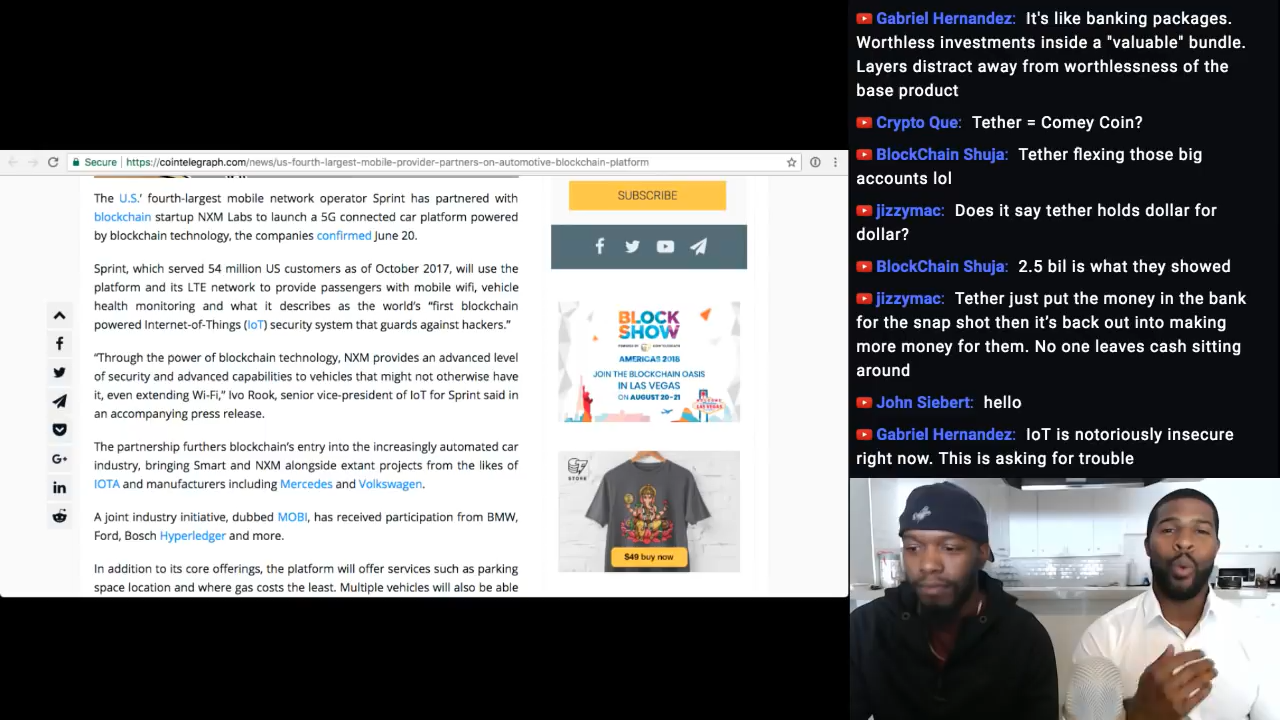 Secure
https://cointelegraph.com/news/us-fourth-largest-mobile-provider-partners-on-automotive-blockchain-platform
The U.S.' fourth-largest mobile network operator Sprint has partnered with
blockchain startup NXM Labs to launch a 5G connected car platform powered
by blockchain technology, the companies confirmed June 20.
Sprint, which served 54 million US customers as of October 2017, will use the
platform and its LTE network to provide passengers with mobile wifi, vehicle
health monitoring and what it describes as the world's “first blockchain
powered Internet-of-Things (IoT) security system that guards against hackers.”
“Through the power of blockchain technology, NXM provides an advanced level
of security and advanced capabilities to vehicles that might not otherwise have
it, even extending Wi-Fi,” Ivo Rook, senior vice-president of IoT for Sprint said in
an accompanying press release.
The partnership furthers blockchain's entry into the increasingly automated car
industry, bringing Smart and NXM alongside extant projects from the likes of
IOTA and manufacturers including Mercedes and Volkswagen.
A joint industry initiative, dubbed MOBI, has received participation from BMW,
Ford, Bosch Hyperledger and more.
In addition to its core offerings, the platform will offer services such as parking
space location and where gas costs the least. Multiple vehicles will also be able
SUBSCRIBE
BLOCK
SHOW
AMERICAS 2018
JOIN THE BLOCKCHAIN OASIS
IN LAS VEGAS
ON AUGUST 20-21
STORE
$49 buy now
Gabriel Hernandez: It's like banking packages.
Worthless investments inside a "valuable" bundle.
Layers distract away from worthlessness of the
base product
Crypto Que: Tether = Comey Coin?
BlockChain Shuja: Tether flexing those big
accounts lol
jizzymac: Does it say tether holds dollar for
dollar?
BlockChain Shuja: 2.5 bil is what they showed
jizzymac: Tether just put the money in the bank
for the snap shot then it’s back out into making
more money for them. No one leaves cash sitting
around
John Siebert: hello
Gabriel Hernandez: IoT is notoriously insecure
right now. This is asking for trouble